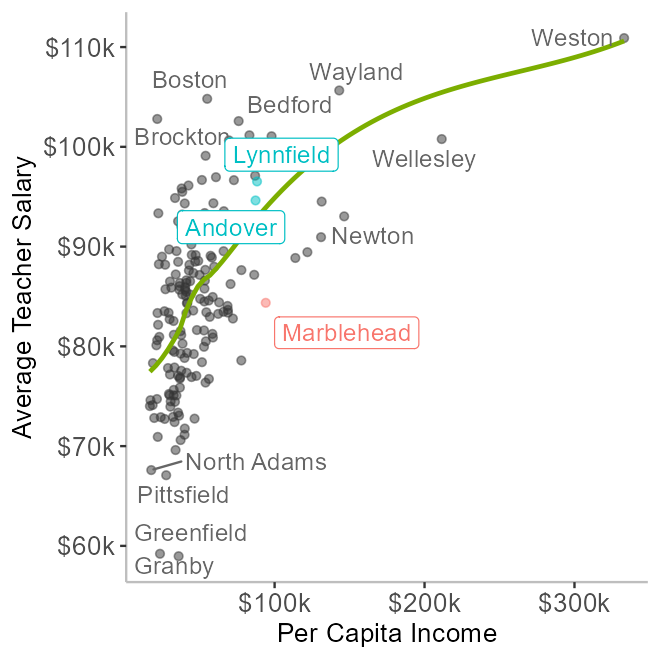 $110k
Weston
Wayland
Boston
Bedford
Brockton
$100k
Lynnfield
Wellesley
Andover
$90k
Newton
Marblehead
$80k
$70k
North Adams
Pittsfield
Greenfield
$60k
Granby
$100k
$200k
$300k
Per Capita Income
Average Teacher Salary